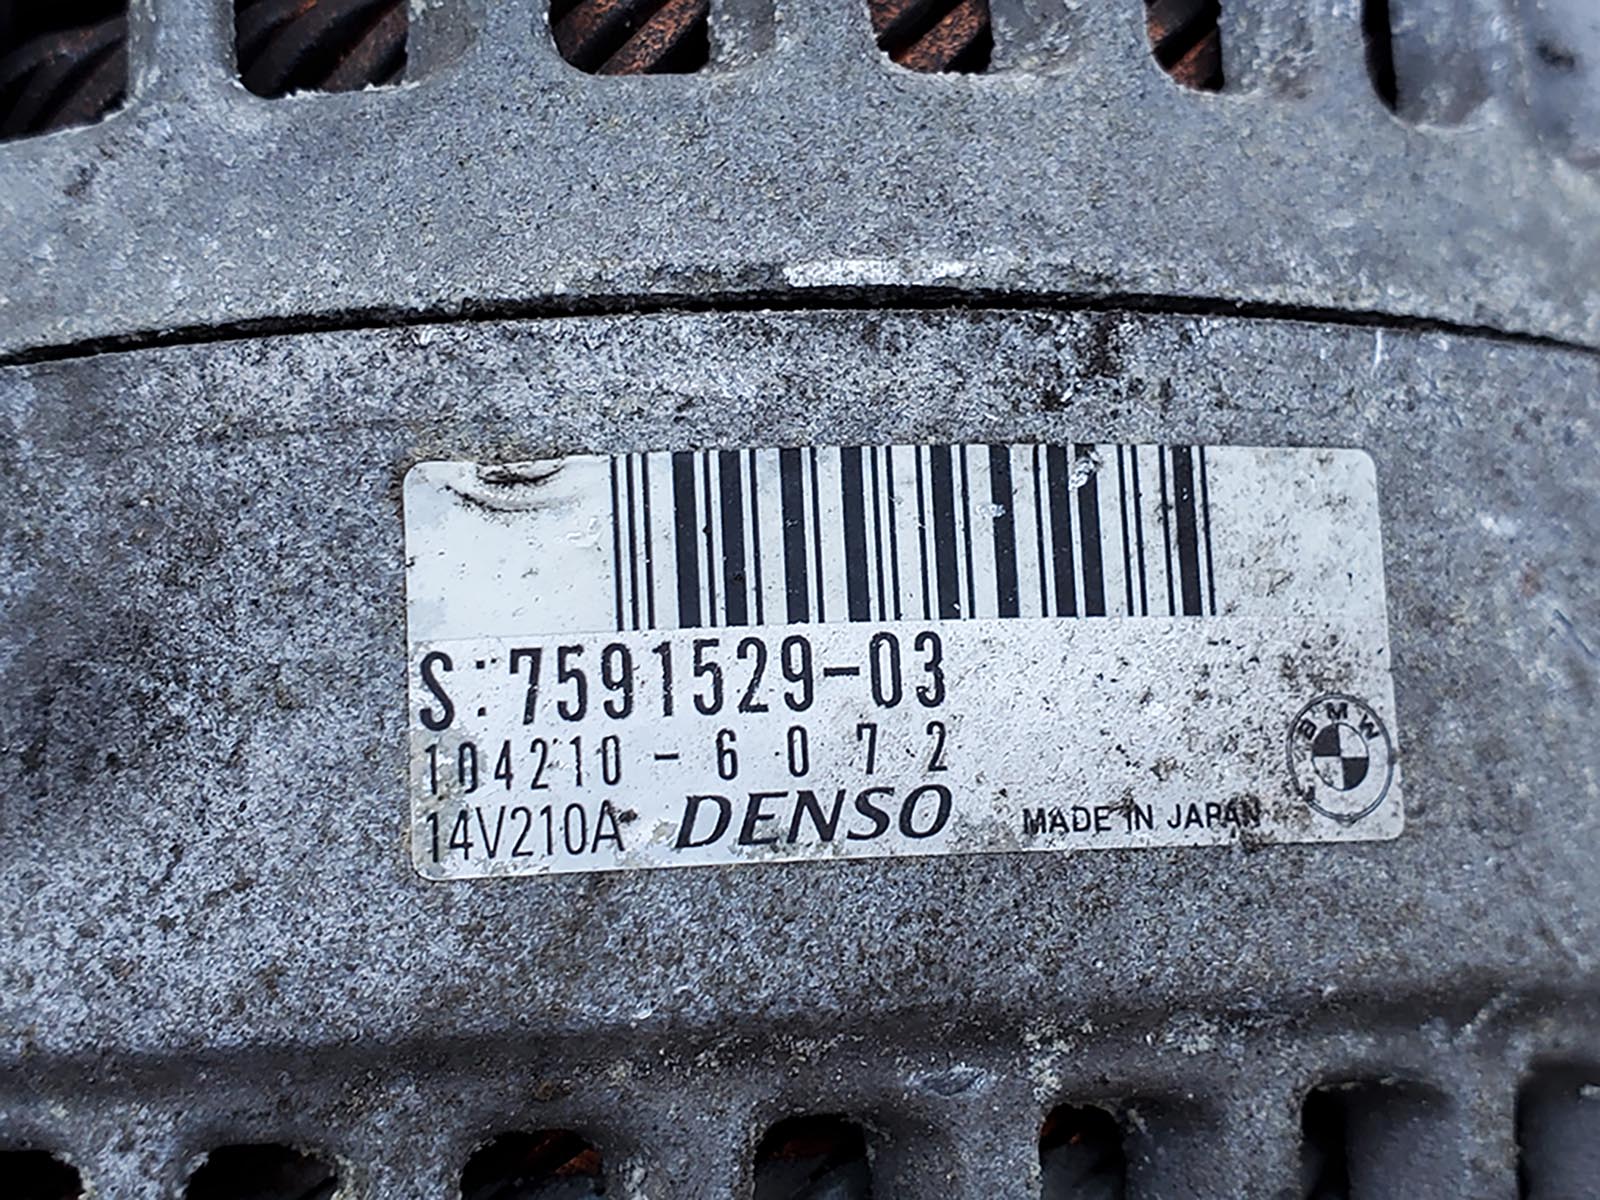 S:7591529-03
104210-6072
14V210A DENSO MADE IN JAPAN
BMW